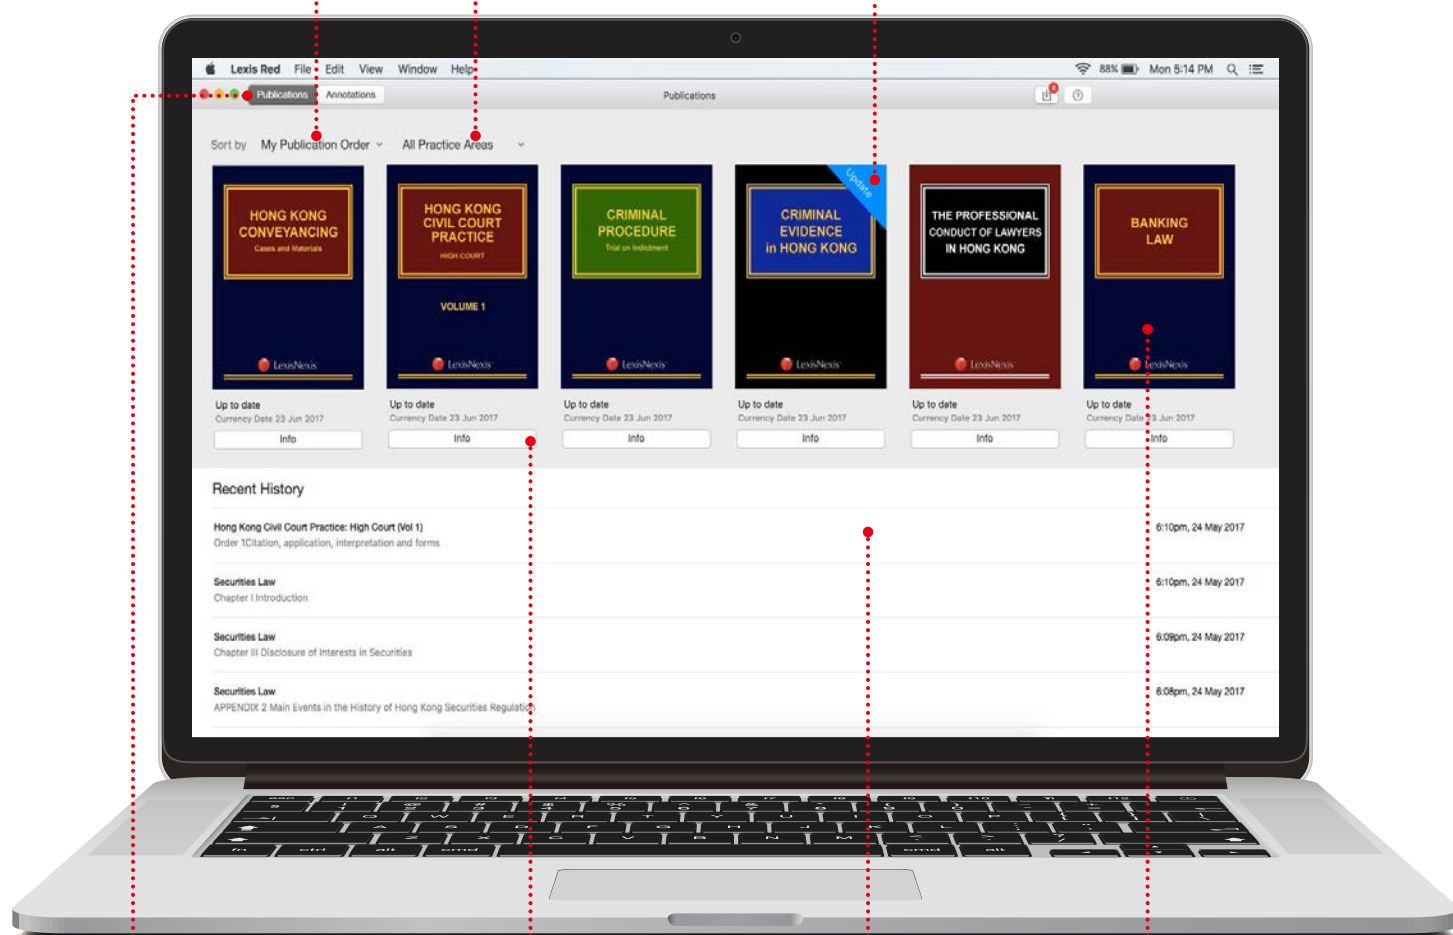 Lexis Red File Edit View Window Help 88% Mon 5:14 PM
Publications Annotations Publications
Sort by My Publication Order All Practice Areas
HONG KONG
CONVEYANCING
Cases and Materials
LexisNexis
HONG KONG
CIVIL COURT
PRACTICE
HIGH COURT
VOLUME 1
LexisNexis
CRIMINAL
PROCEDURE
Trial on Indictment
LexisNexis
Update
CRIMINAL
EVIDENCE
in HONG KONG
LexisNexis
THE PROFESSIONAL
CONDUCT OF LAWYERS
IN HONG KONG
LexisNexis
BANKING
LAW
LexisNexis
Up to date Up to date Up to date Up to date Up to date Up to date
Currency Date 23 Jun 2017 Currency Date 23 Jun 2017 Currency Date 23 Jun 2017 Currency Date 23 Jun 2017 Currency Date 23 Jun 2017 Currency Date 23 Jun 2017
Info Info Info Info Info Info
Recent History
Hong Kong Civil Court Practice: High Court (Vol 1) 6:10pm, 24 May 2017
Order 1Citation, application, interpretation and forms
Securities Law 6:10pm, 24 May 2017
Chapter I Introduction
Securities Law 6:09pm, 24 May 2017
Chapter III Disclosure of Interests in Securities
Securities Law 6:08pm, 24 May 2017
APPENDIX 2 Main Events in the History of Hong Kong Securities Regulation
Q W E R T Y U I O P
A S D F G H J K L
Z X C V B N M
fn ctrl alt cmd cmd alt